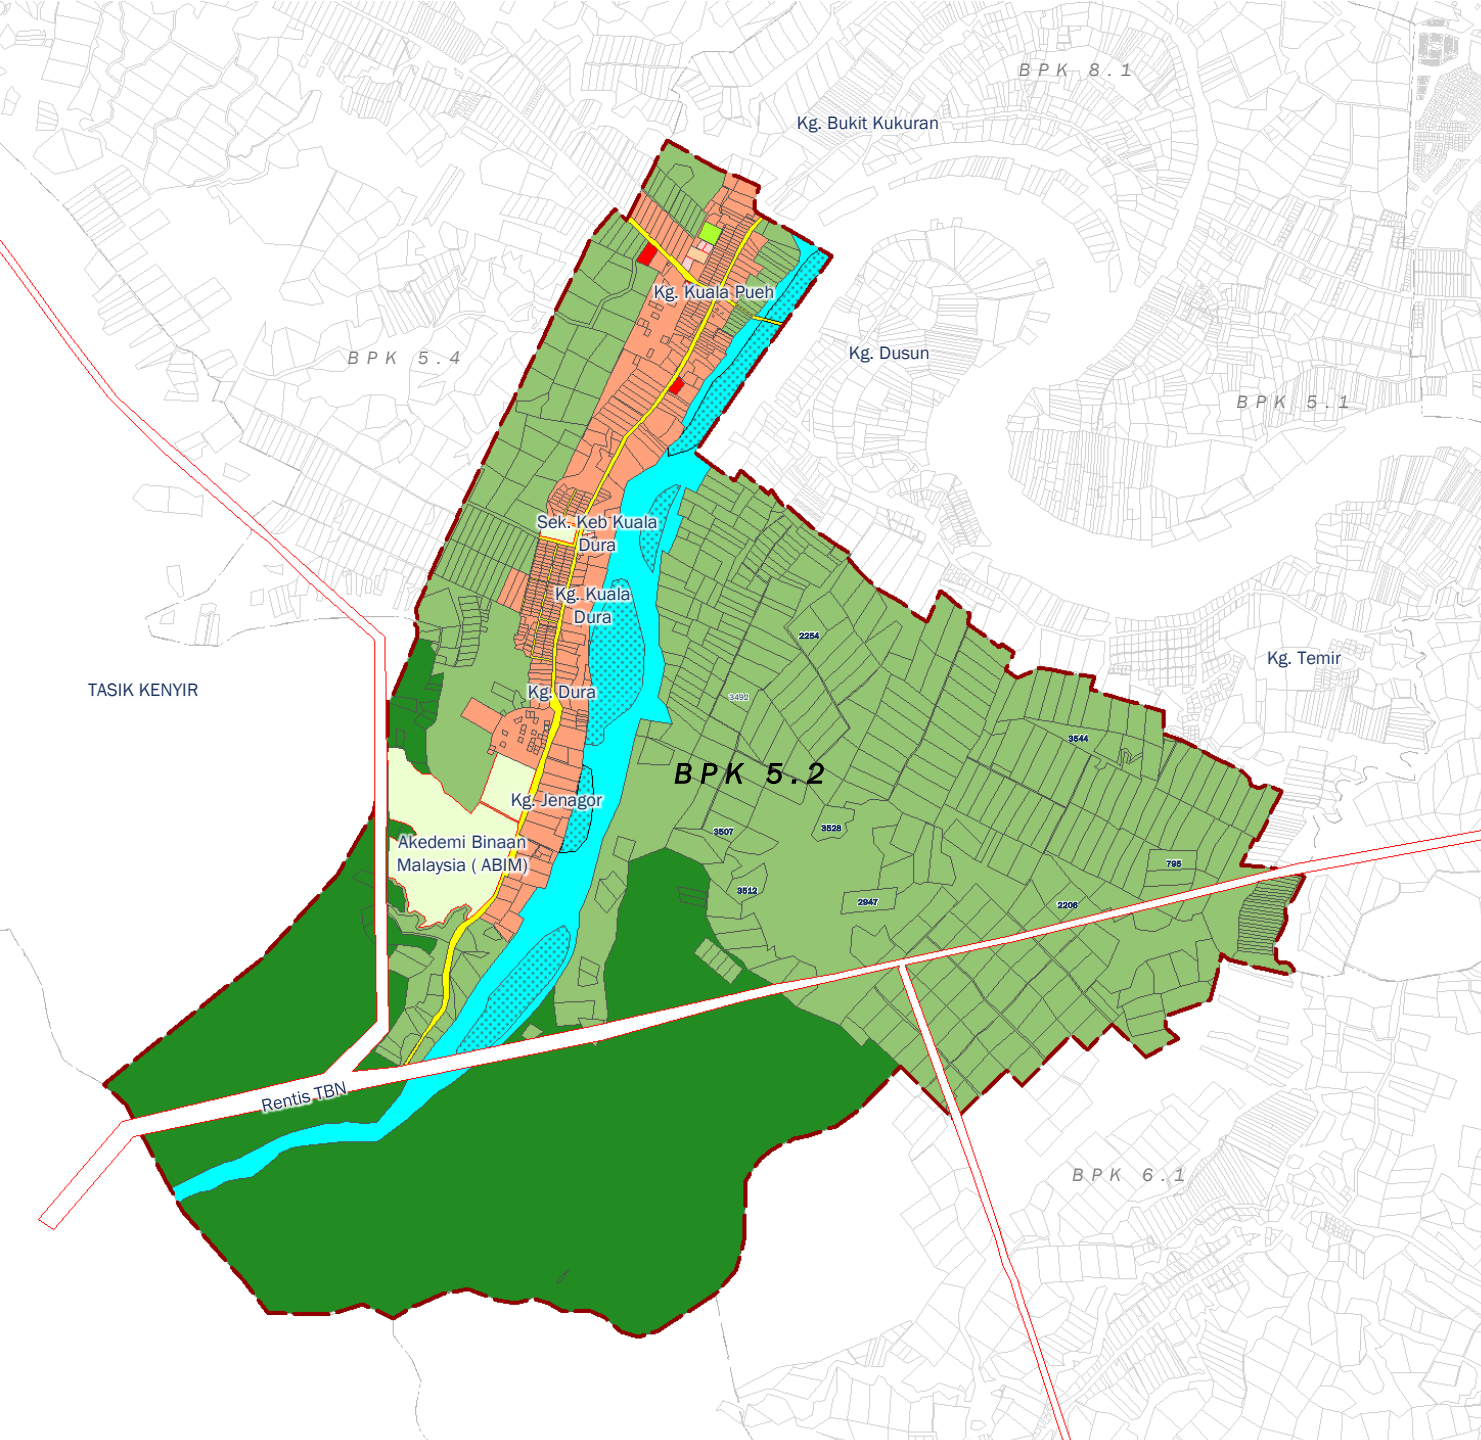 BPK 8.1
Kg. Bukit Kukuran
Kg. Kuala Pueh
BPK 5.4
Kg. Dusun
BPK 5.1
Sek. Keb Kuala
Dura
Kg. Kuala
Dura
2254
Kg. Temir
TASIK KENYIR
Kg. Dura
3492
3544
BPK 5.2
Kg. Jenagor
3507
3528
Akedemi Binaan
Malaysia ( ABIM)
795
3512
2947
2206
Rentis TBN
BPK 6.1